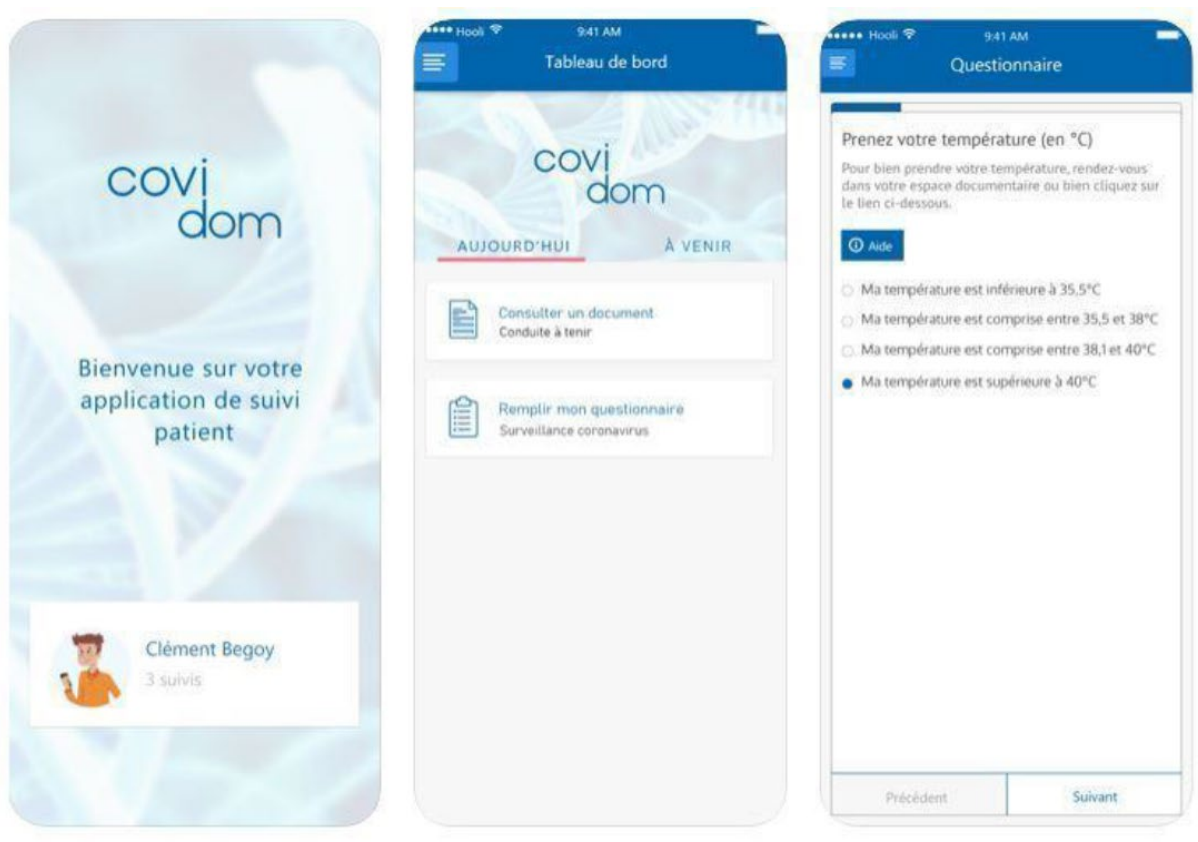 covi
dom
Bienvenue sur votre
application de suivi
patient
Clément Begoy
3 suivis
Hooli
9:41 AM
Tableau de bord
covi
dom
AUJOURD'HUI
À VENIR
Consulter un document
Conduite à tenir
Remplir mon questionnaire
Surveillance coronavirus
Hooli
9:41 AM
Questionnaire
Prenez votre température (en °C)
Pour bien prendre votre température, rendez-vous
dans votre espace documentaire ou bien cliquez sur
le lien ci-dessous.
Aide
Ma température est inférieure à 35,5°C
Ma température est comprise entre 35,5 et 38°C
Ma température est comprise entre 38,1 et 40°C
Ma température est supérieure à 40°C
Précédent
Suivant